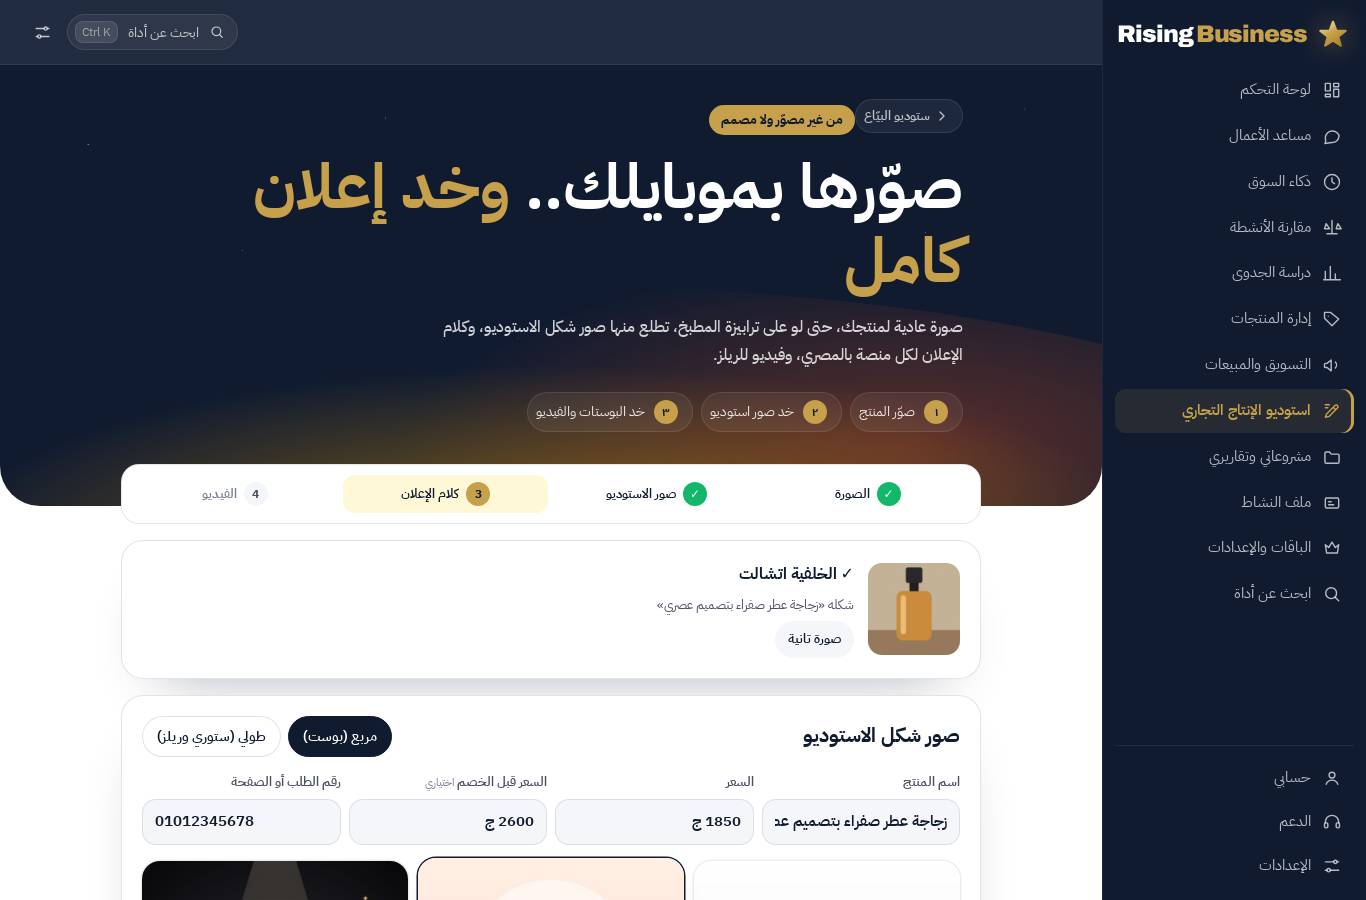 Rising Business
لوحة التحكم
مساعد الأعمال
ذكاء السوق
مقارنة الأنشطة
دراسة الجدوى
إدارة المنتجات
التسويق والمبيعات
استوديو الإنتاج التجاري
مشروعاتي وتقاريري
ملف النشاط
الباقات والإعدادات
ابحث عن أداة
حسابي
الدعم
الإعدادات
ابحث عن أداة Ctrl K
ستوديو البيّاع
من غير مصوّر ولا مصمم
صوّرها بموبايلك.. وخد إعلان
كامل
صورة عادية لمنتجك، حتى لو على ترابيزة المطبخ، تطلع منها صور شكل الاستوديو، وكلام
الإعلان لكل منصة بالمصري، وفيديو للريلز.
١ صوّر المنتج
٢ خد صور استوديو
٣ خد البوستات والفيديو
✓ الصورة
✓ صور الاستوديو
3 كلام الإعلان
4 الفيديو
✓ الخلفية اتشالت
شكله «زجاجة عطر صفراء بتصميم عصري»
صورة تانية
صور شكل الاستوديو
مربع (بوست)
طولي (ستوري وريلز)
اسم المنتج
زجاجة عطر صفراء بتصميم عص
السعر
1850 ج
السعر قبل الخصم اختياري
2600 ج
رقم الطلب أو الصفحة
01012345678